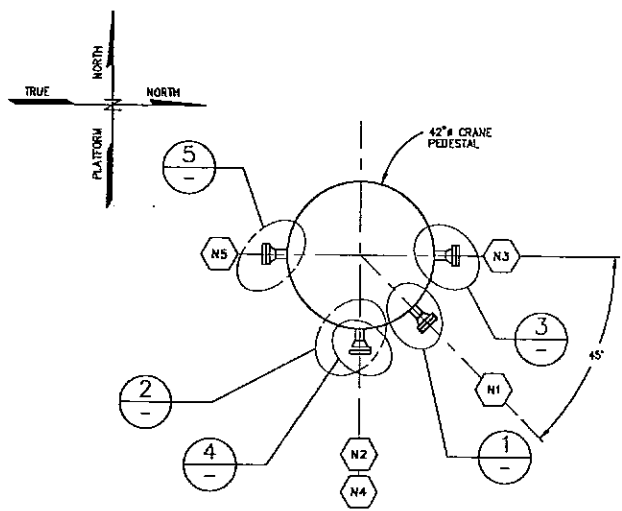 NORTH
TRUE
NORTH
PLATFORM
42"ø CRANE
PEDESTAL
5
-
N5
N3
3
-
45°
2
-
N1
4
-
1
-
N2
N4